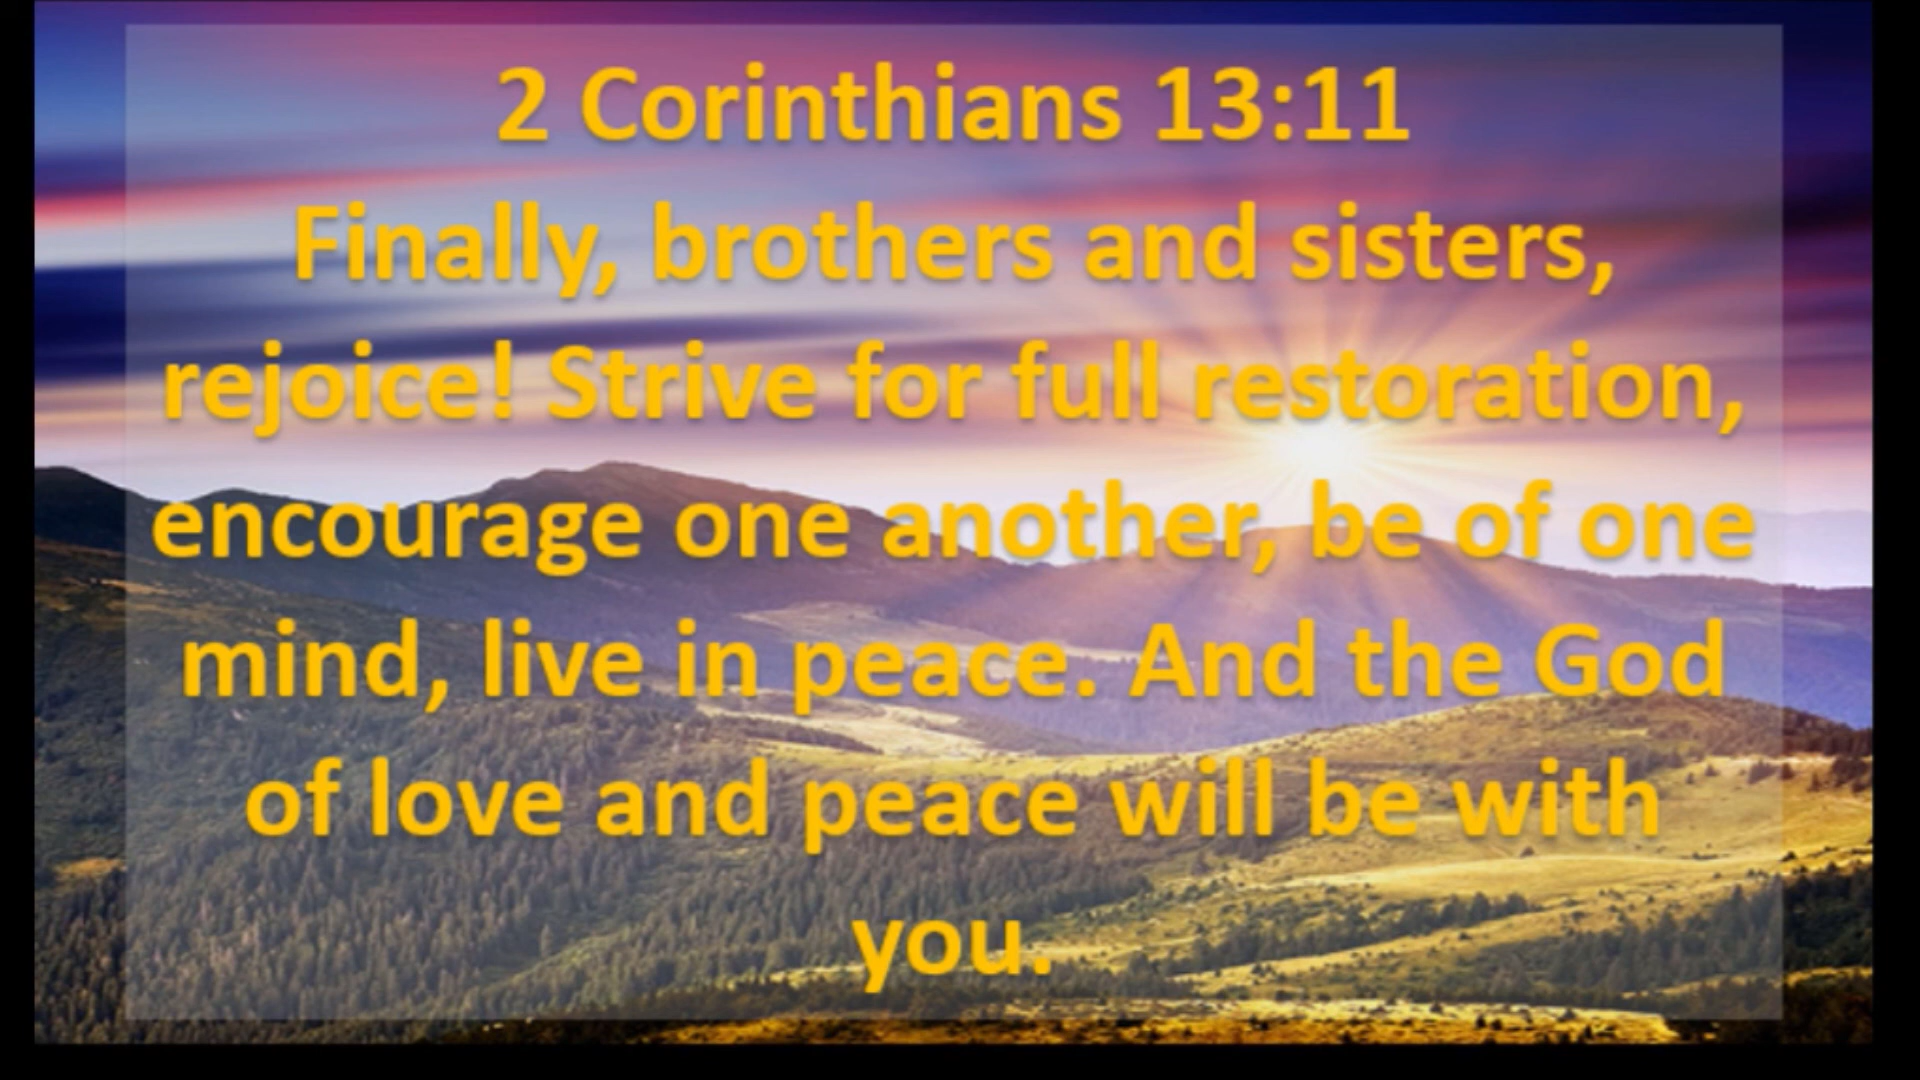 2 Corinthians 13:11
Finally, brothers and sisters,
rejoice! Strive for full restoration,
encourage one another, be of one
mind, live in peace. And the God
of love and peace will be with
you.